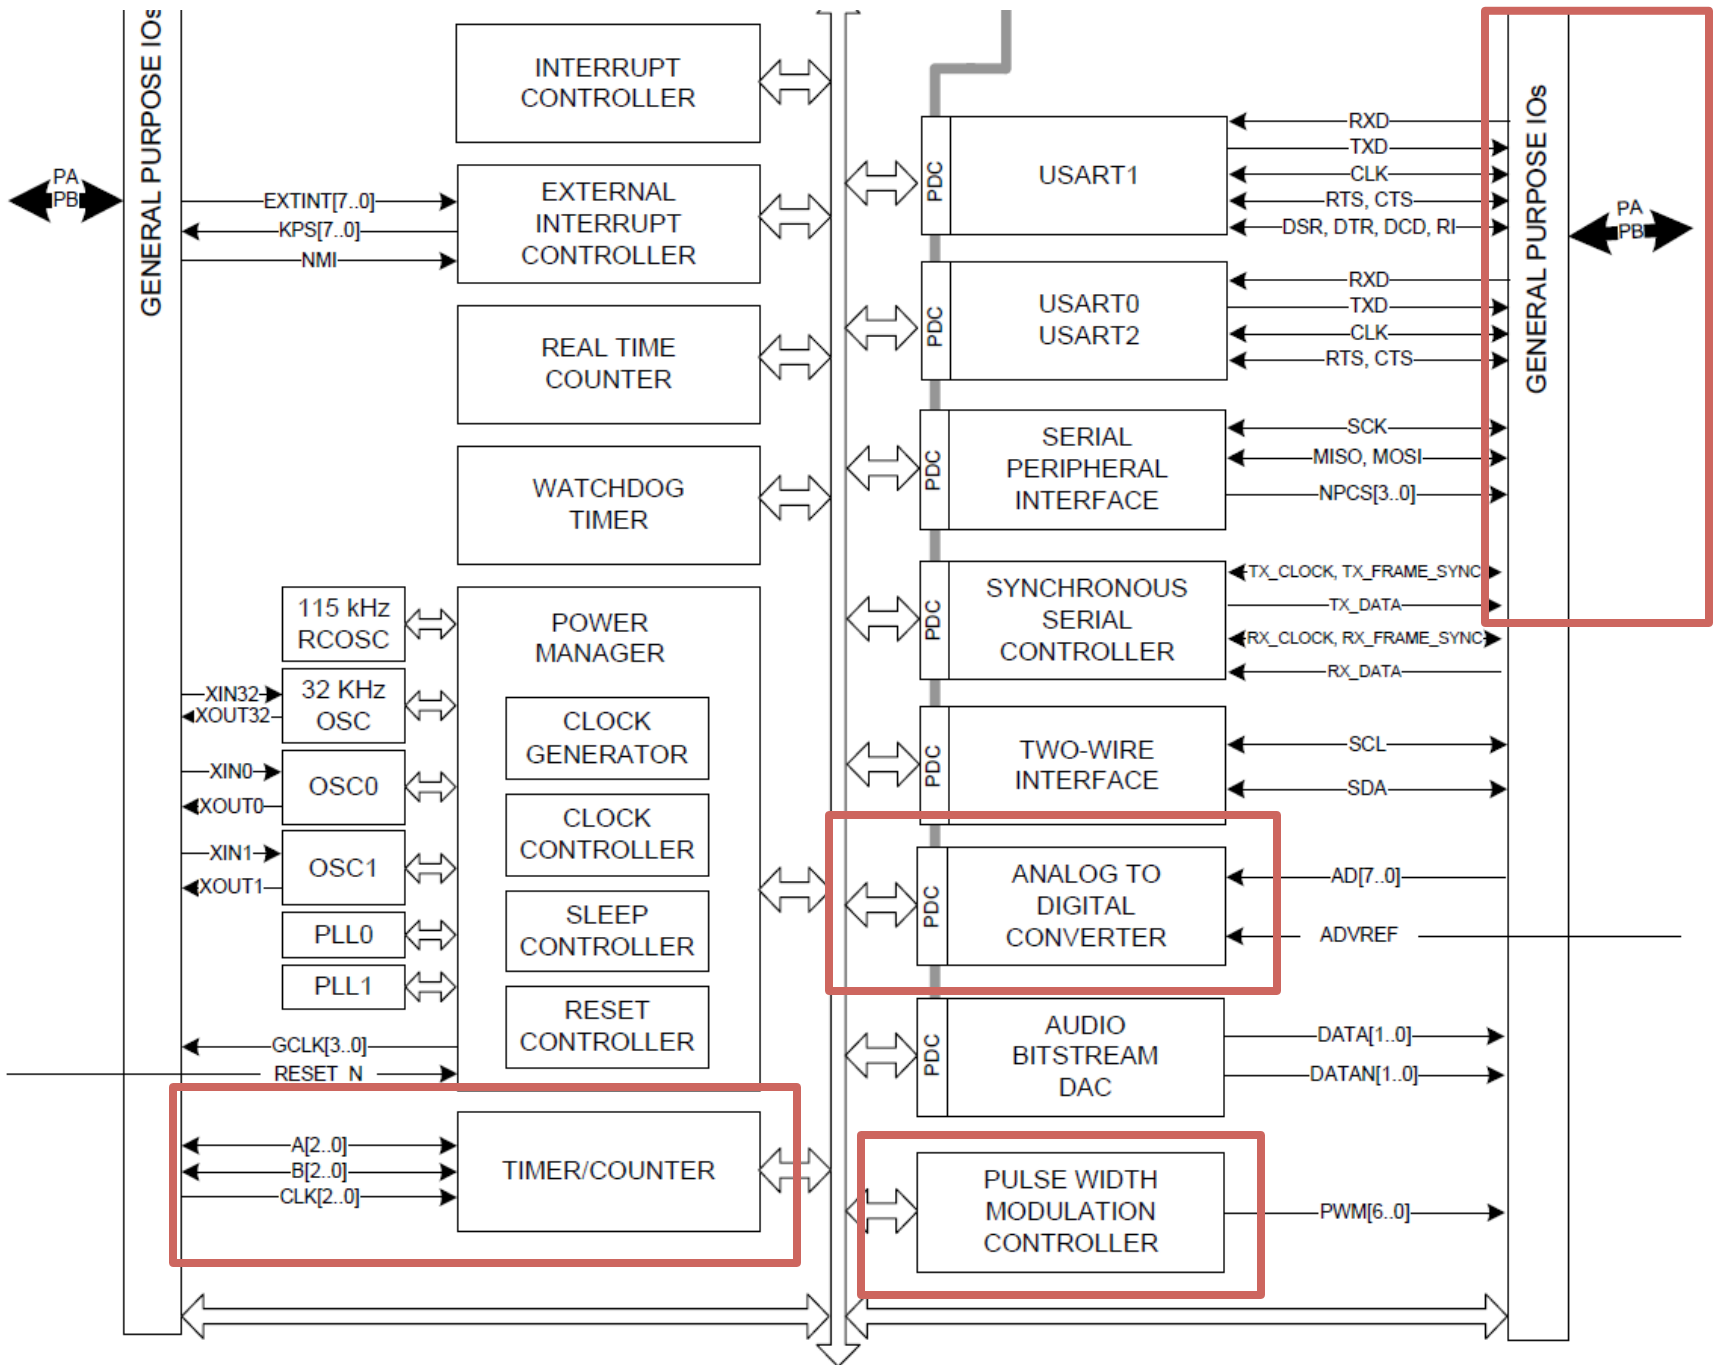 GENERAL PURPOSE IOs
PA
PB
EXTINT[7..0]
KPS[7..0]
NMI
XIN32
XOUT32
XIN0
XOUT0
XIN1
XOUT1
GCLK[3..0]
RESET_N
A[2..0]
B[2..0]
CLK[2..0]
115 kHz
RCOSC
32 KHz
OSC
OSC0
OSC1
PLL0
PLL1
INTERRUPT
CONTROLLER
EXTERNAL
INTERRUPT
CONTROLLER
REAL TIME
COUNTER
WATCHDOG
TIMER
POWER
MANAGER
CLOCK
GENERATOR
CLOCK
CONTROLLER
SLEEP
CONTROLLER
RESET
CONTROLLER
TIMER/COUNTER
PDC
USART1
RXD
TXD
CLK
RTS, CTS
DSR, DTR, DCD, RI
PDC
USART0
USART2
RXD
TXD
CLK
RTS, CTS
PDC
SERIAL
PERIPHERAL
INTERFACE
SCK
MISO, MOSI
NPCS[3..0]
PDC
SYNCHRONOUS
SERIAL
CONTROLLER
TX_CLOCK, TX_FRAME_SYNC
TX_DATA
RX_CLOCK, RX_FRAME_SYNC
RX_DATA
PDC
TWO-WIRE
INTERFACE
SCL
SDA
PDC
ANALOG TO
DIGITAL
CONVERTER
AD[7..0]
ADVREF
PDC
AUDIO
BITSTREAM
DAC
DATA[1..0]
DATAN[1..0]
PULSE WIDTH
MODULATION
CONTROLLER
PWM[6..0]
GENERAL PURPOSE IOs
PA
PB